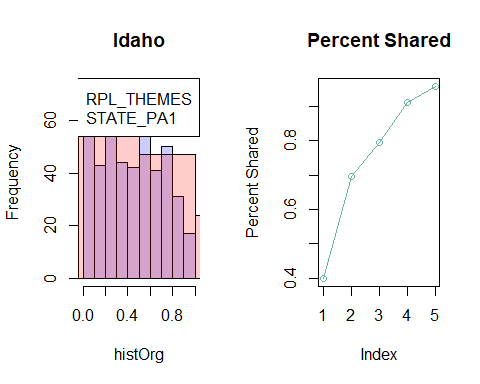 Idaho
RPL_THEMES
STATE_PA1
Frequency
0 20 40 60
0.0 0.4 0.8
histOrg
Percent Shared
Percent Shared
0.4 0.6 0.8
1 2 3 4 5
Index